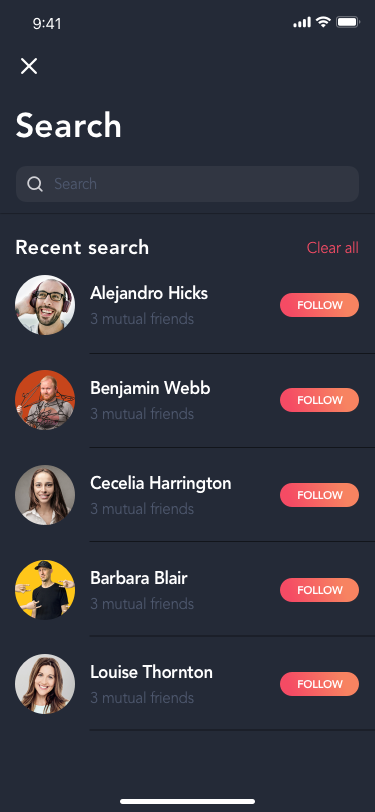 9:41
Search
Search
Recent search
Clear all
Alejandro Hicks
3 mutual friends
FOLLOW
Benjamin Webb
3 mutual friends
FOLLOW
Cecelia Harrington
3 mutual friends
FOLLOW
Barbara Blair
3 mutual friends
FOLLOW
Louise Thornton
3 mutual friends
FOLLOW